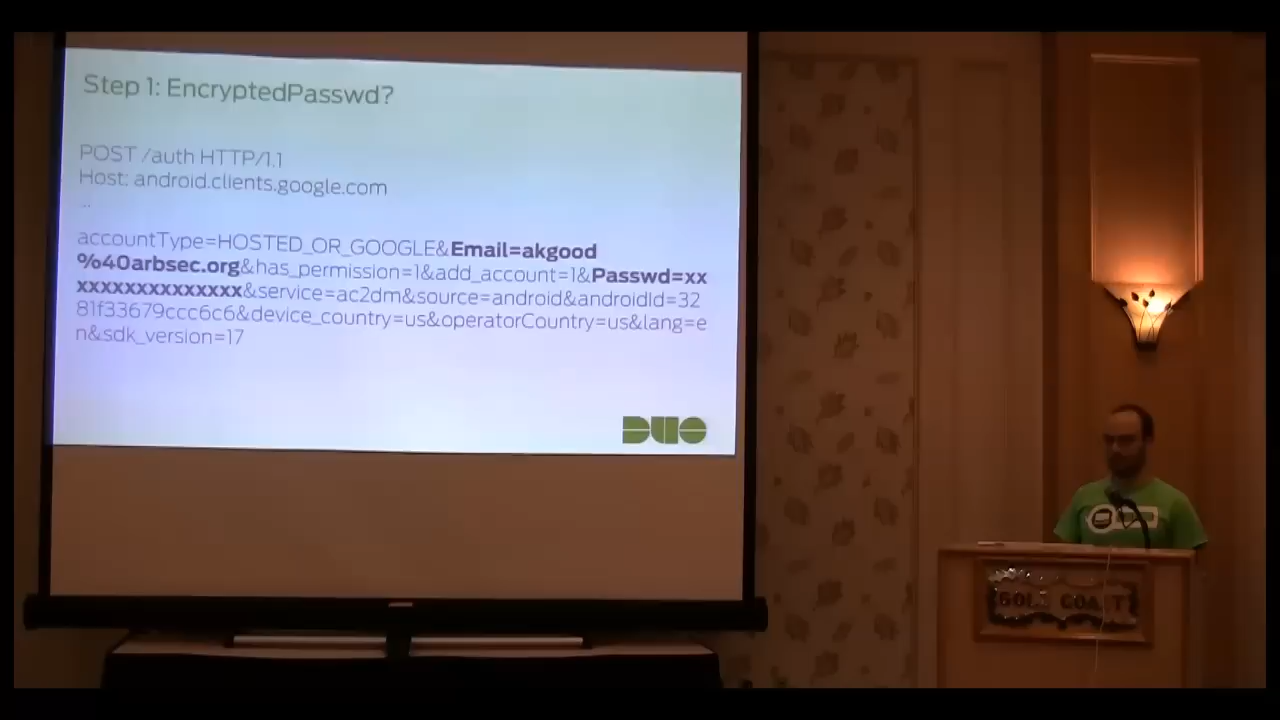 Step 1: EncryptedPasswd?
POST /auth HTTP/1.1
Host: android.clients.google.com
..
accountType=HOSTED_OR_GOOGLE&Email=akgood
%40arbsec.org&has_permission=1&add_account=1&Passwd=xx
xxxxxxxxxxxxxx&service=ac2dm&source=android&androidId=32
81f33679ccc6c6&device_country=us&operatorCountry=us&lang=e
n&sdk_version=17
DUO
GOLD COAST